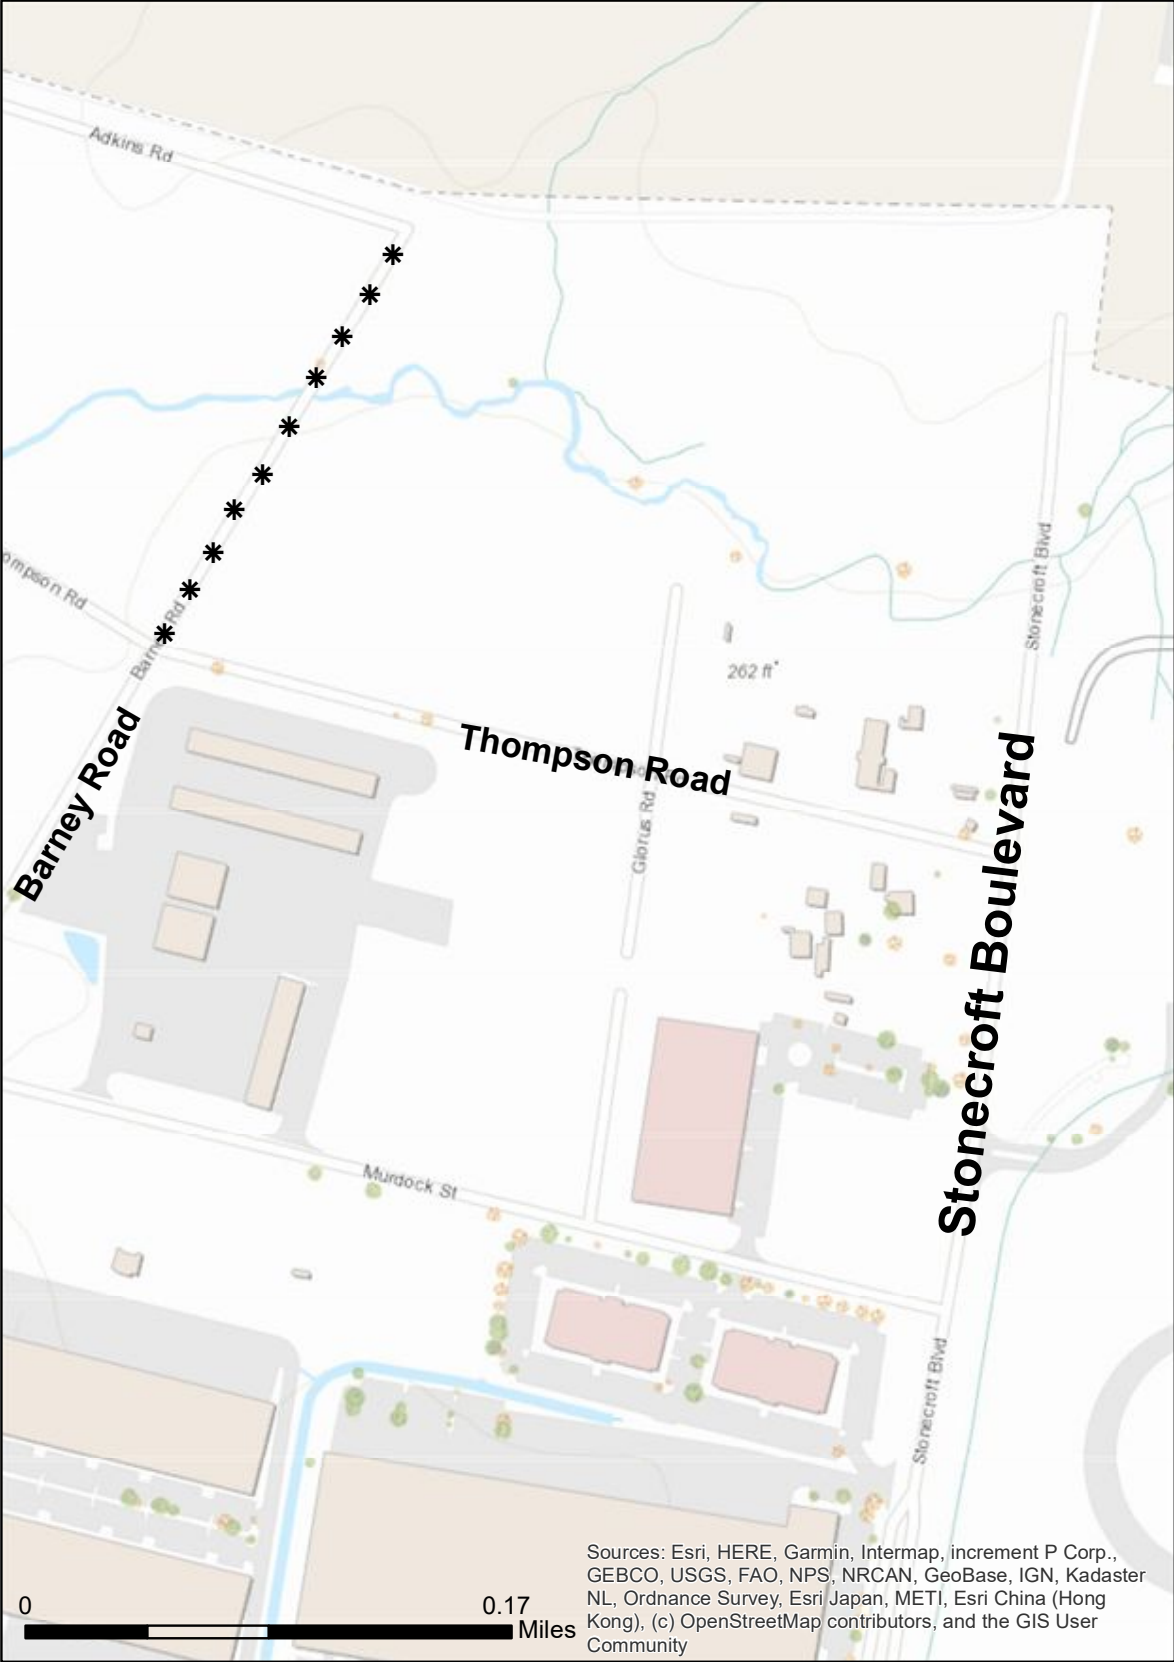 Adkins Rd
ompson Rd
Barney Rd
Stonecroft Blvd
262 ft
Barney Road
Thompson Road
Glorus Rd
Stonecroft Boulevard
Murdock St
Stonecroft Blvd
Sources: Esri, HERE, Garmin, Intermap, increment P Corp.,
GEBCO, USGS, FAO, NPS, NRCAN, GeoBase, IGN, Kadaster
NL, Ordnance Survey, Esri Japan, METI, Esri China (Hong
Kong), (c) OpenStreetMap contributors, and the GIS User
Community
0 0.17
Miles